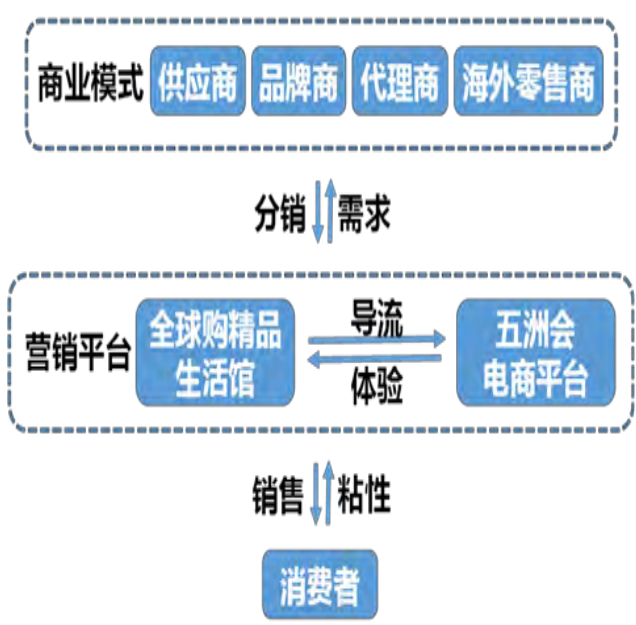 商业模式 供应商 品牌商 代理商 海外零售商
分销 需求
营销平台
全球购精品
生活馆
导流
体验
五洲会
电商平台
销售 粘性
消费者